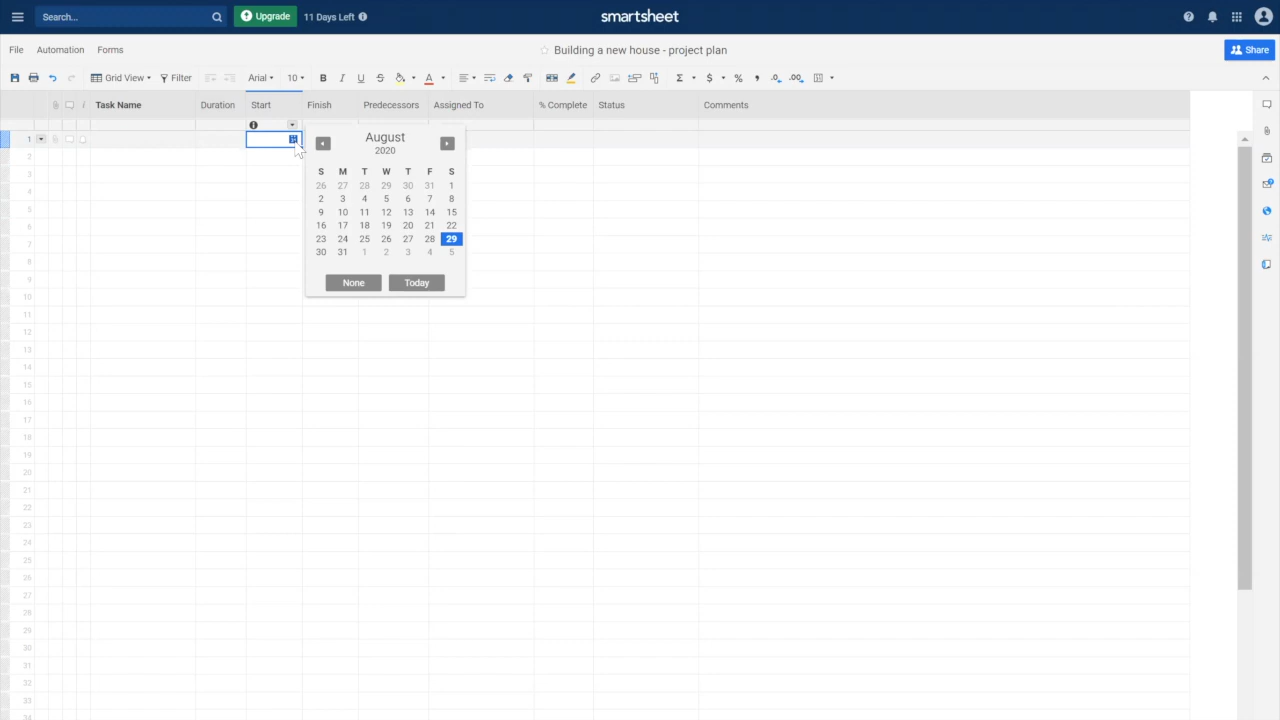 Search...
Upgrade
11 Days Left
smartsheet
File Automation Forms
Building a new house - project plan
Share
Grid View
Filter
Arial
10
B I U S A Σ $ % , .0 .00
Task Name Duration Start Finish Predecessors Assigned To % Complete Status Comments
August
2020
S M T W T F S
26 27 28 29 30 31 1
2 3 4 5 6 7 8
9 10 11 12 13 14 15
16 17 18 19 20 21 22
23 24 25 26 27 28 29
30 31 1 2 3 4 5
None Today
1
2
3
4
5
6
7
8
9
10
11
12
13
14
15
16
17
18
19
20
21
22
23
24
25
26
27
28
29
30
31
32
33
34